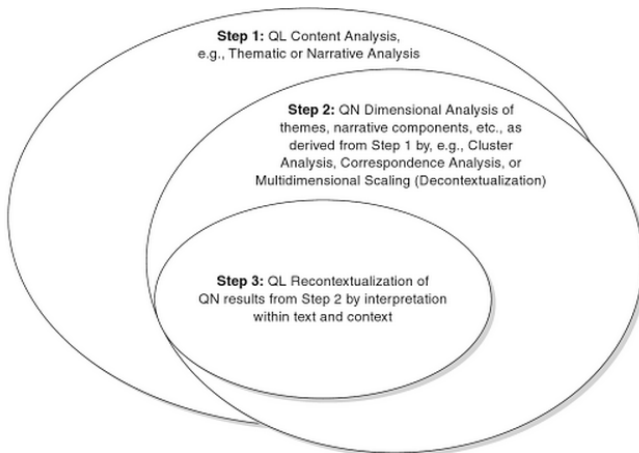 Step 1: QL Content Analysis,
e.g., Thematic or Narrative Analysis
Step 2: QN Dimensional Analysis of
themes, narrative components, etc., as
derived from Step 1 by, e.g., Cluster
Analysis, Correspondence Analysis, or
Multidimensional Scaling (Decontextualization)
Step 3: QL Recontextualization of
QN results from Step 2 by interpretation
within text and context